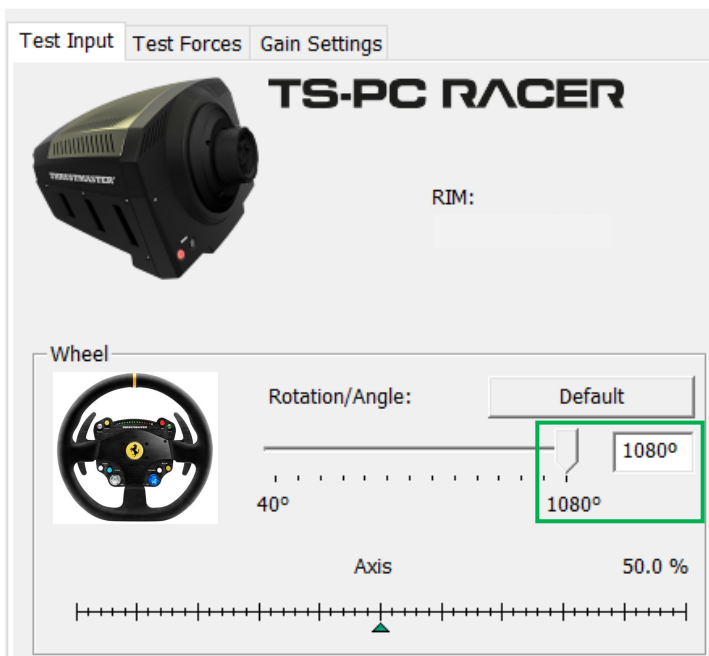 Test Input Test Forces Gain Settings
TS-PC RACER
THRUSTMASTER
RIM:
Wheel
Rotation/Angle: Default
1080º
40º 1080º
Axis 50.0 %